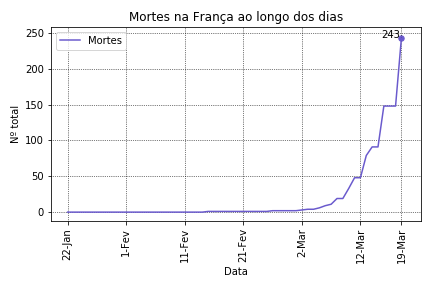 Mortes na França ao longo dos dias
Mortes
243
250
200
150
100
50
0
Nº total
22-Jan
1-Fev
11-Fev
21-Fev
2-Mar
12-Mar
19-Mar
Data